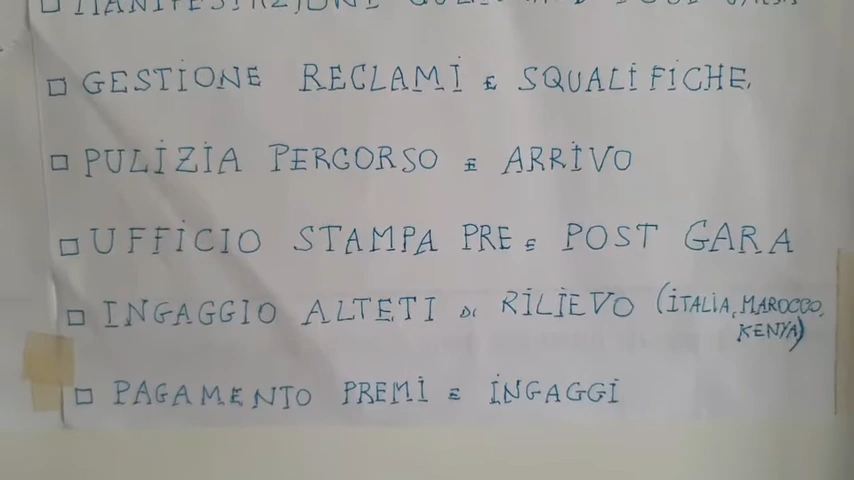 MANIFESTAZIONE
GESTIONE RECLAMI E SQUALIFICHE,
PULIZIA PERCORSO E ARRIVO
UFFICIO STAMPA PRE E POST GARA
INGAGGIO ALTETI DI RILIEVO (ITALIA, MAROCCO,
KENYA)
PAGAMENTO PREMI E INGAGGI